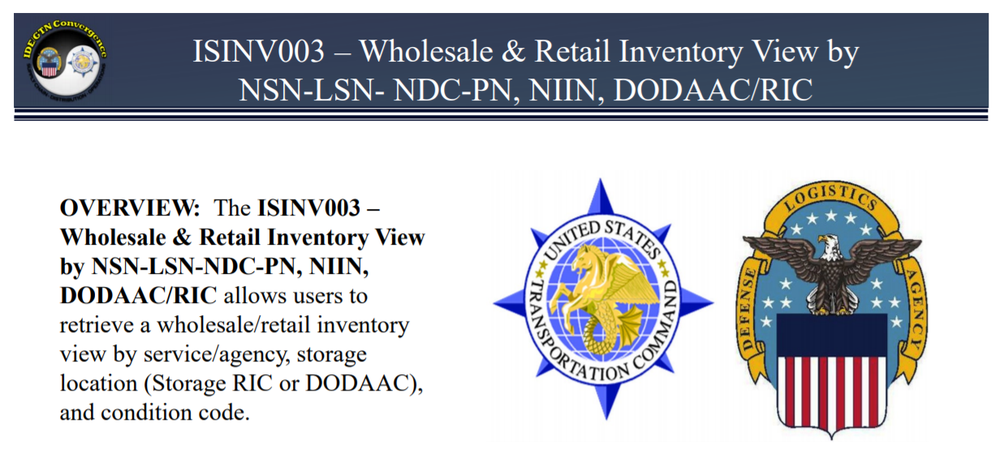 IDE GTN Convergence
ISINV003 – Wholesale & Retail Inventory View by
NSN-LSN- NDC-PN, NIIN, DODAAC/RIC
OVERVIEW: The ISINV003 –
Wholesale & Retail Inventory View
by NSN-LSN-NDC-PN, NIIN,
DODAAC/RIC allows users to
retrieve a wholesale/retail inventory
view by service/agency, storage
location (Storage RIC or DODAAC),
and condition code.
UNITED STATES
TRANSPORTATION COMMAND
DEFENSE LOGISTICS AGENCY